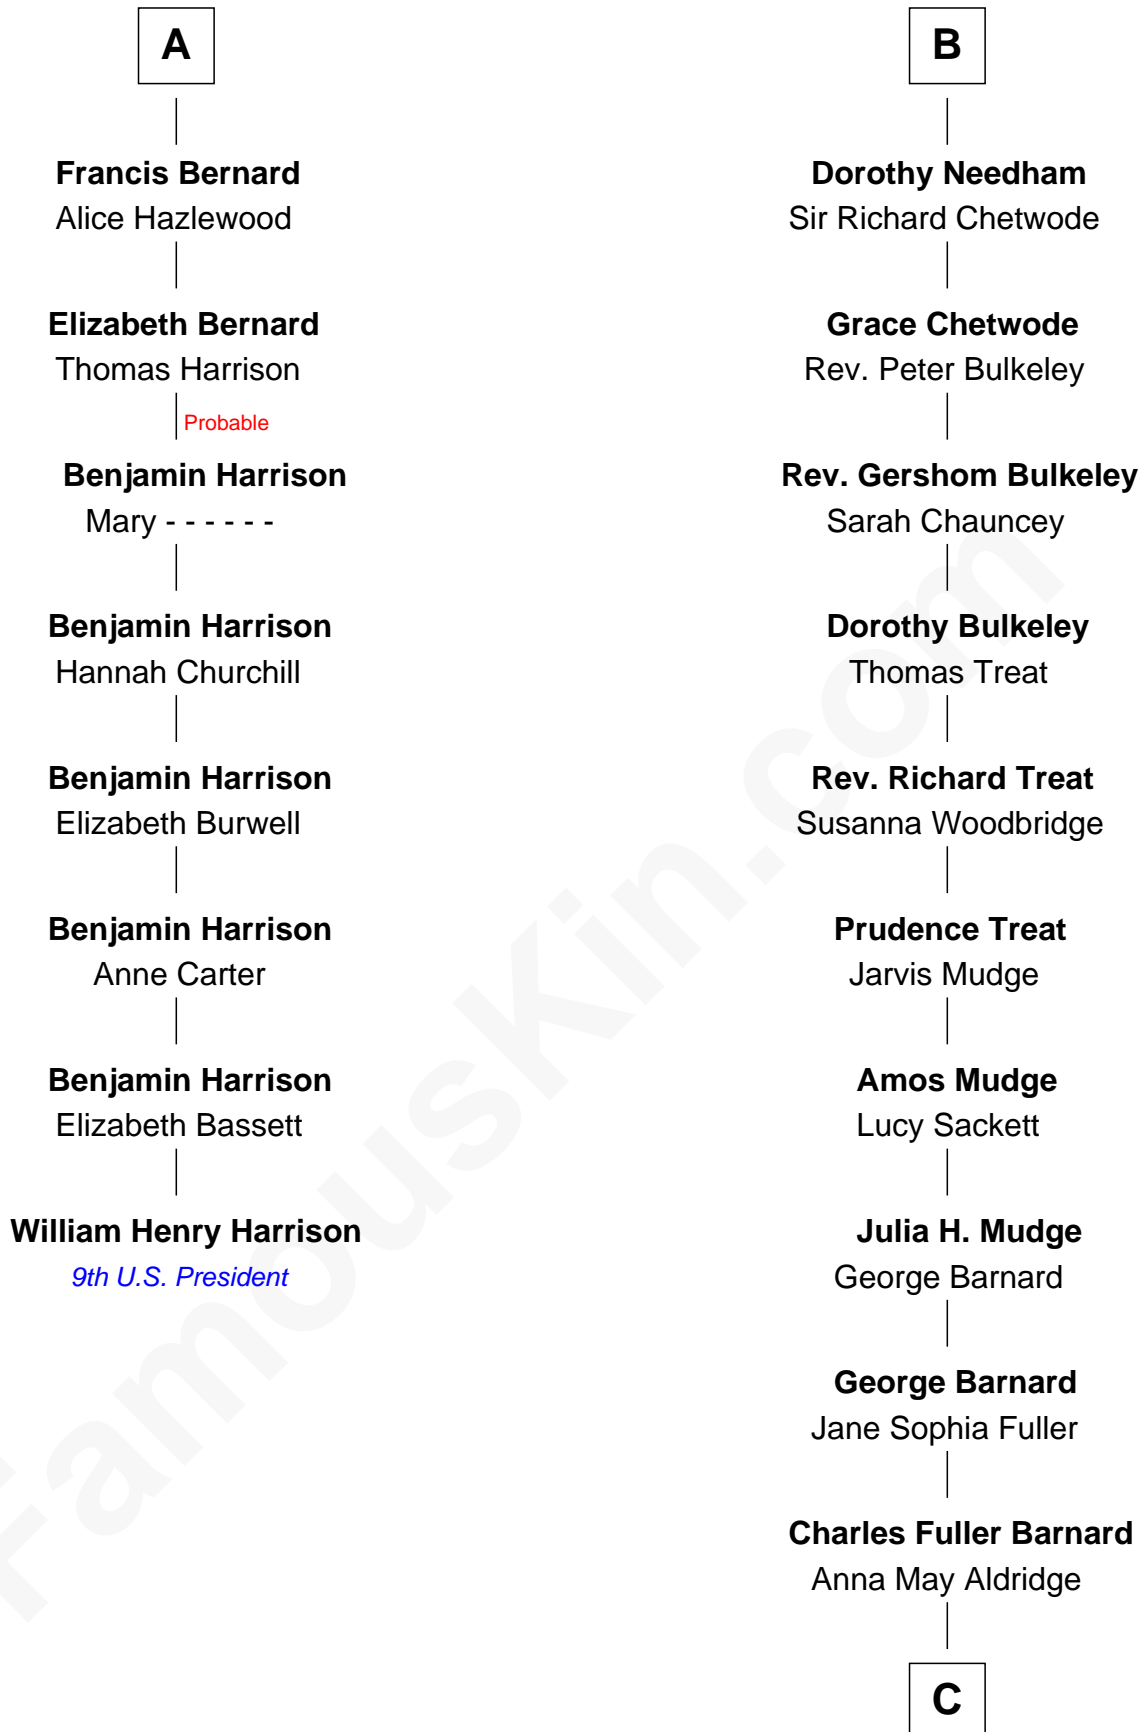 A
Francis Bernard
Alice Hazlewood
Elizabeth Bernard
Thomas Harrison
Probable
Benjamin Harrison
Mary - - - - - -
Benjamin Harrison
Hannah Churchill
Benjamin Harrison
Elizabeth Burwell
Benjamin Harrison
Anne Carter
Benjamin Harrison
Elizabeth Bassett
William Henry Harrison
9th U.S. President
B
Dorothy Needham
Sir Richard Chetwode
Grace Chetwode
Rev. Peter Bulkeley
Rev. Gershom Bulkeley
Sarah Chauncey
Dorothy Bulkeley
Thomas Treat
Rev. Richard Treat
Susanna Woodbridge
Prudence Treat
Jarvis Mudge
Amos Mudge
Lucy Sackett
Julia H. Mudge
George Barnard
George Barnard
Jane Sophia Fuller
Charles Fuller Barnard
Anna May Aldridge
C
FamousKin.com